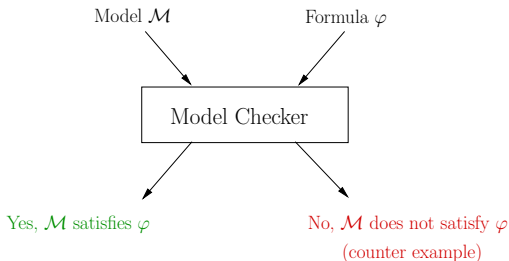 Model ℳ
Formula φ
Model Checker
Yes, ℳ satisfies φ
No, ℳ does not satisfy φ
(counter example)